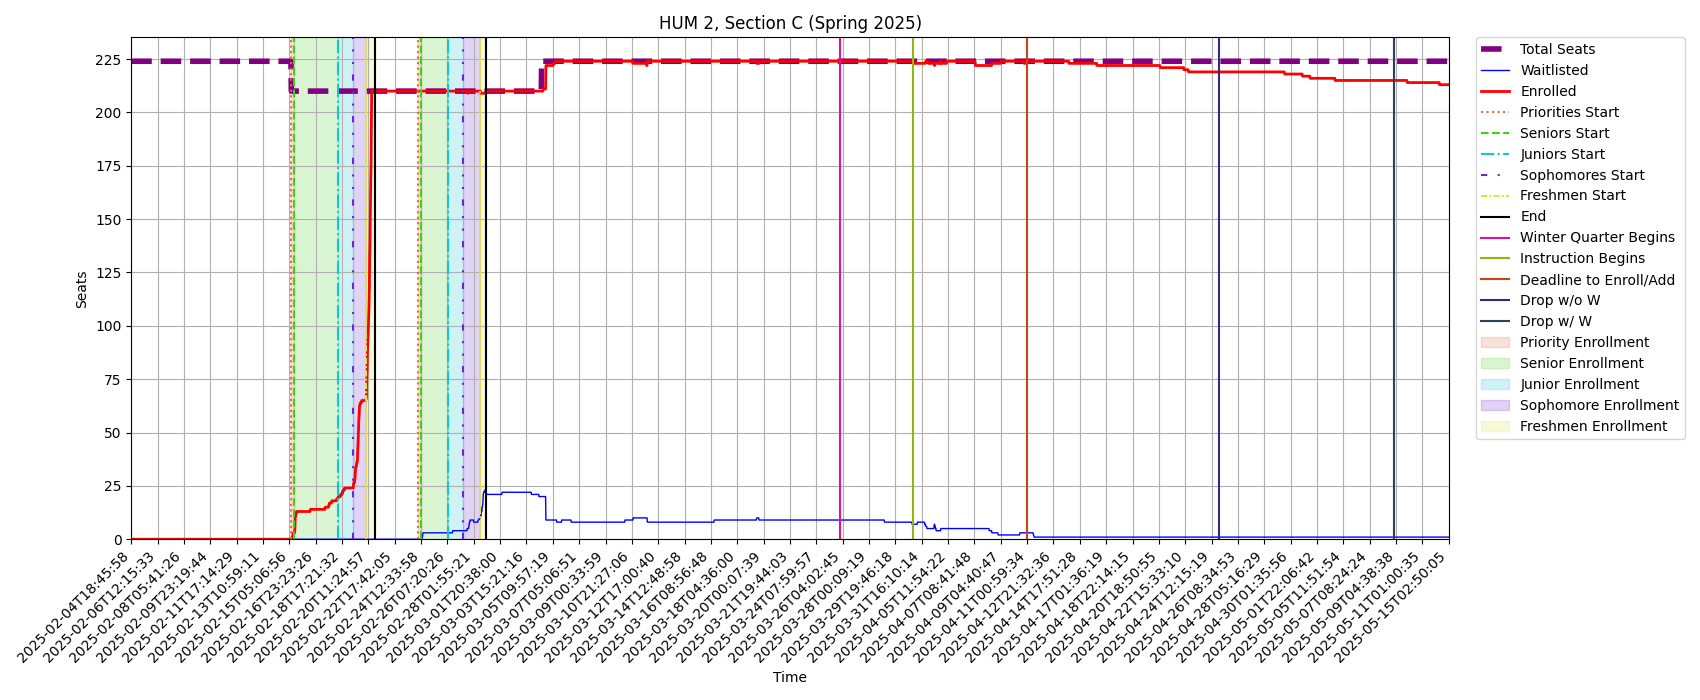 HUM 2, Section C (Spring 2025)
Total Seats
Waitlisted
Enrolled
Priorities Start
Seniors Start
Juniors Start
Sophomores Start
Freshmen Start
End
Winter Quarter Begins
Instruction Begins
Deadline to Enroll/Add
Drop w/o W
Drop w/ W
Priority Enrollment
Senior Enrollment
Junior Enrollment
Sophomore Enrollment
Freshmen Enrollment
Seats
225
200
175
150
125
100
75
50
25
0
2025-02-04T18:45:58
2025-02-06T12:15:33
2025-02-08T05:41:26
2025-02-09T23:19:44
2025-02-11T17:14:29
2025-02-13T10:59:11
2025-02-15T05:06:56
2025-02-16T23:23:26
2025-02-18T17:21:32
2025-02-20T11:24:57
2025-02-22T17:42:05
2025-02-24T12:33:58
2025-02-26T07:20:26
2025-02-28T01:55:21
2025-03-01T20:38:00
2025-03-03T15:21:16
2025-03-05T09:57:19
2025-03-07T05:06:51
2025-03-09T00:33:59
2025-03-10T21:27:06
2025-03-12T17:00:40
2025-03-14T12:48:58
2025-03-16T08:56:48
2025-03-18T04:36:00
2025-03-20T00:07:39
2025-03-21T19:44:03
2025-03-24T07:59:57
2025-03-26T04:02:45
2025-03-28T00:09:19
2025-03-29T19:46:18
2025-03-31T16:10:14
2025-04-05T11:54:22
2025-04-07T08:41:48
2025-04-09T04:40:47
2025-04-11T00:59:34
2025-04-12T21:32:36
2025-04-14T17:51:28
2025-04-17T01:36:19
2025-04-18T22:14:15
2025-04-20T18:50:55
2025-04-22T15:33:10
2025-04-24T12:15:19
2025-04-26T08:34:53
2025-04-28T05:16:29
2025-04-30T01:35:56
2025-05-01T22:06:42
2025-05-05T11:51:54
2025-05-07T08:24:24
2025-05-09T04:38:38
2025-05-11T01:00:35
2025-05-15T02:50:05
Time